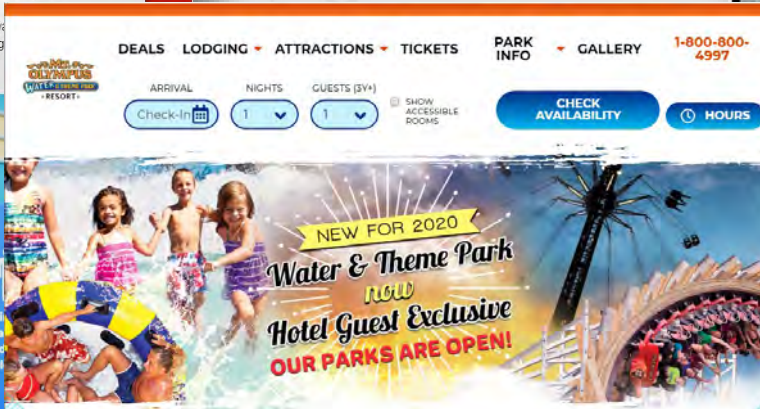 DEALS LODGING ATTRACTIONS TICKETS PARK INFO GALLERY 1-800-800-4997
MT. OLYMPUS
WATER & THEME PARK
RESORT
ARRIVAL NIGHTS GUESTS (3Y+)
Check-In 1 1
SHOW
ACCESSIBLE
ROOMS
CHECK
AVAILABILITY
HOURS
NEW FOR 2020
Water & Theme Park
now
Hotel Guest Exclusive
OUR PARKS ARE OPEN!